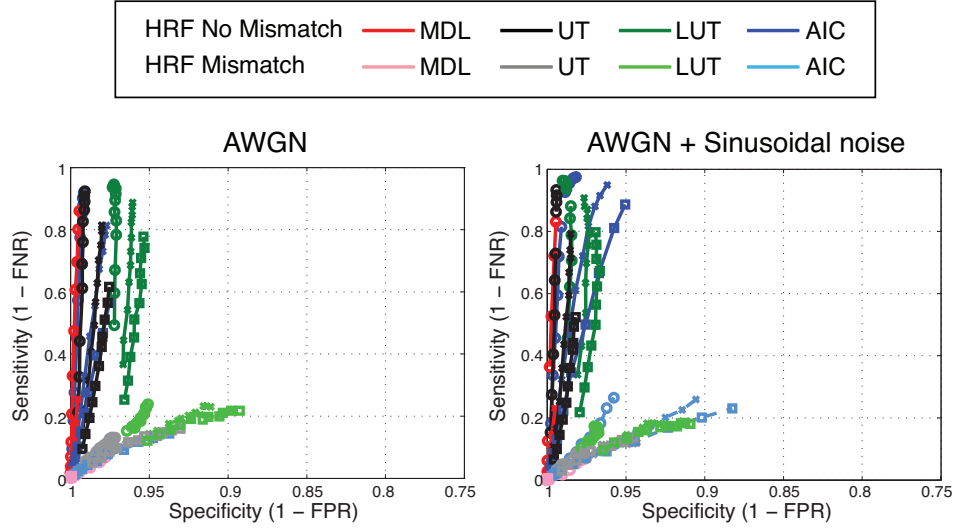 HRF No Mismatch MDL UT LUT AIC
HRF Mismatch MDL UT LUT AIC
AWGN
AWGN + Sinusoidal noise
1
0.8
0.6
0.4
0.2
0
Sensitivity (1 − FNR)
1 0.95 0.9 0.85 0.8 0.75
Specificity (1 − FPR)
1
0.8
0.6
0.4
0.2
0
Sensitivity (1 − FNR)
1 0.95 0.9 0.85 0.8 0.75
Specificity (1 − FPR)